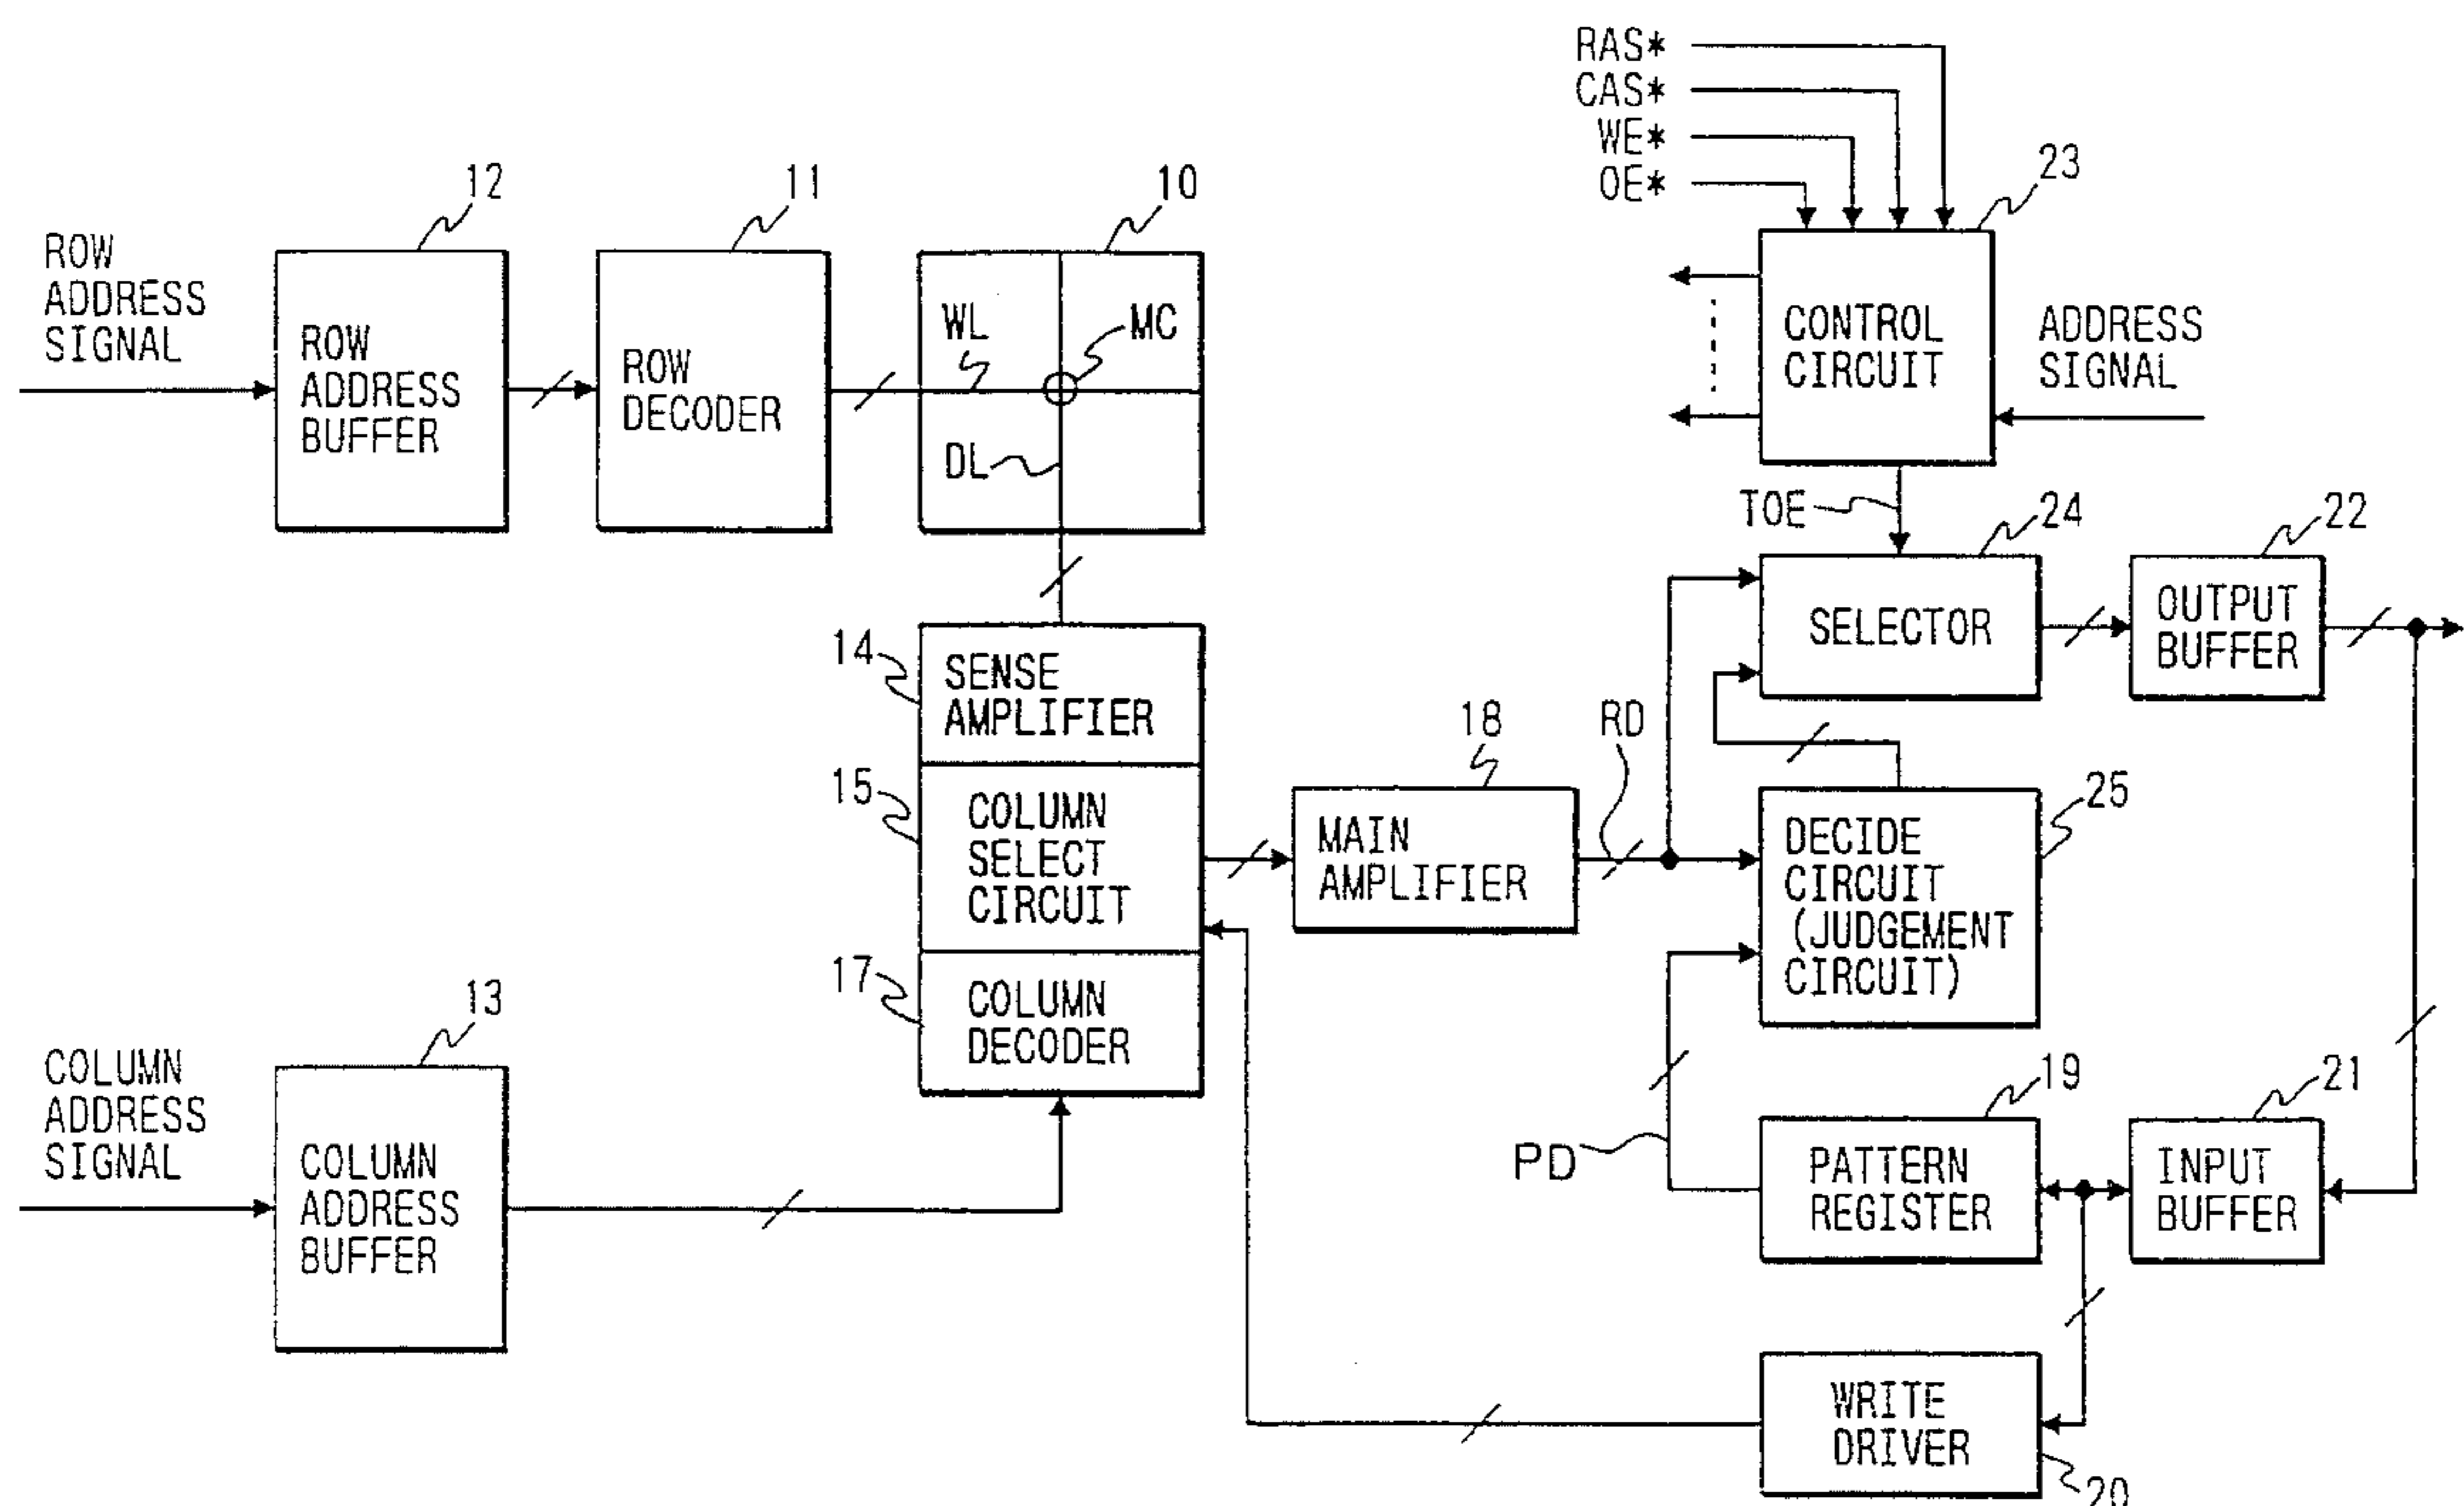 RAS*
CAS*
WE*
OE*
23
12
11
10
ROW
ADDRESS
SIGNAL
ROW
ADDRESS
BUFFER
ROW
DECODER
WL
MC
DL
CONTROL
CIRCUIT
ADDRESS
SIGNAL
TOE
24
22
SELECTOR
OUTPUT
BUFFER
14
SENSE
AMPLIFIER
15
COLUMN
SELECT
CIRCUIT
18
RD
MAIN
AMPLIFIER
25
DECIDE
CIRCUIT
(JUDGEMENT
CIRCUIT)
17
COLUMN
DECODER
13
COLUMN
ADDRESS
SIGNAL
COLUMN
ADDRESS
BUFFER
PD
19
21
PATTERN
REGISTER
INPUT
BUFFER
WRITE
DRIVER
20